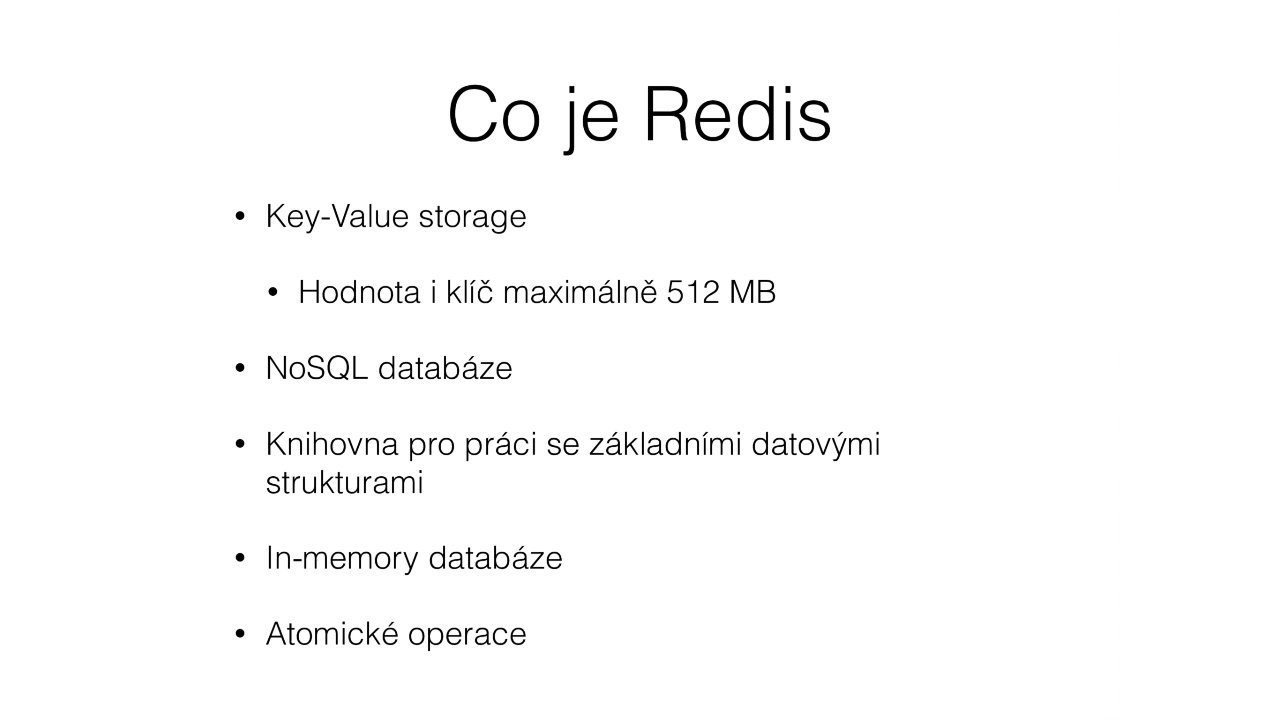 Co je Redis
• Key-Value storage
• Hodnota i klíč maximálně 512 MB
• NoSQL databáze
• Knihovna pro práci se základními datovými
strukturami
• In-memory databáze
• Atomické operace